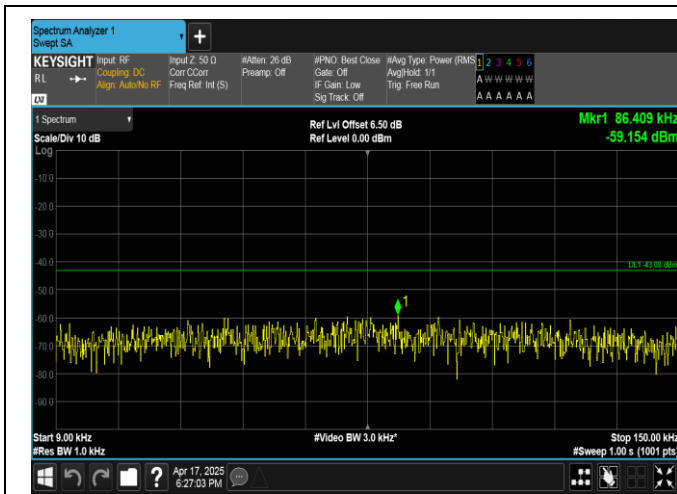 Spectrum Analyzer 1
Swept SA
+
KEYSIGHT
R L
LXI
Input: RF
Coupling: DC
Align: Auto/No RF
Input Z: 50 Ω
Corr CCorr
Freq Ref: Int (S)
#Atten: 26 dB
Preamp: Off
#PNO: Best Close
Gate: Off
IF Gain: Low
Sig Track: Off
#Avg Type: Power (RMS
Avg|Hold: 1/1
Trig: Free Run
1 2 3 4 5 6
A W W W W W
A A A A A A
1 Spectrum
Scale/Div 10 dB
Ref Lvl Offset 6.50 dB
Ref Level 0.00 dBm
Mkr1 86.409 kHz
-59.154 dBm
Log
-10.0
-20.0
-30.0
-40.0
DL1 -43.00 dBm
-50.0
1
-60.0
-70.0
-80.0
-90.0
Start 9.00 kHz
#Video BW 3.0 kHz*
Stop 150.00 kHz
#Res BW 1.0 kHz
#Sweep 1.00 s (1001 pts)
?
Apr 17, 2025
6:27:03 PM